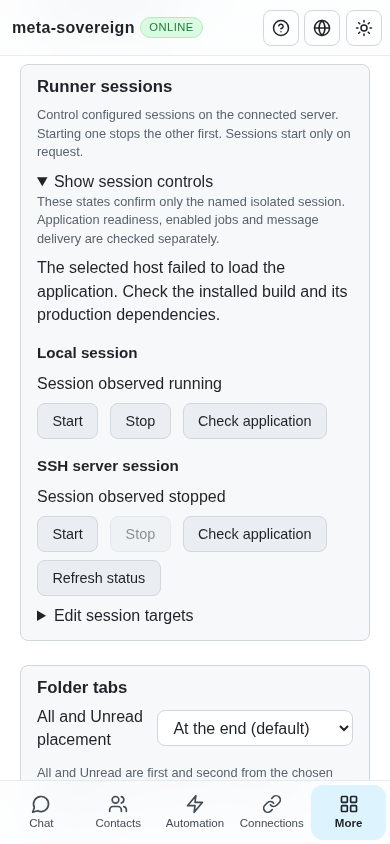 meta-sovereign ONLINE
Runner sessions
Control configured sessions on the connected server.
Starting one stops the other first. Sessions start only on
request.
Show session controls
These states confirm only the named isolated session.
Application readiness, enabled jobs and message
delivery are checked separately.
The selected host failed to load the
application. Check the installed build and its
production dependencies.
Local session
Session observed running
Start Stop Check application
SSH server session
Session observed stopped
Start Stop Check application
Refresh status
Edit session targets
Folder tabs
All and Unread
placement
At the end (default)
All and Unread are first and second from the chosen
Chat Contacts Automation Connections More